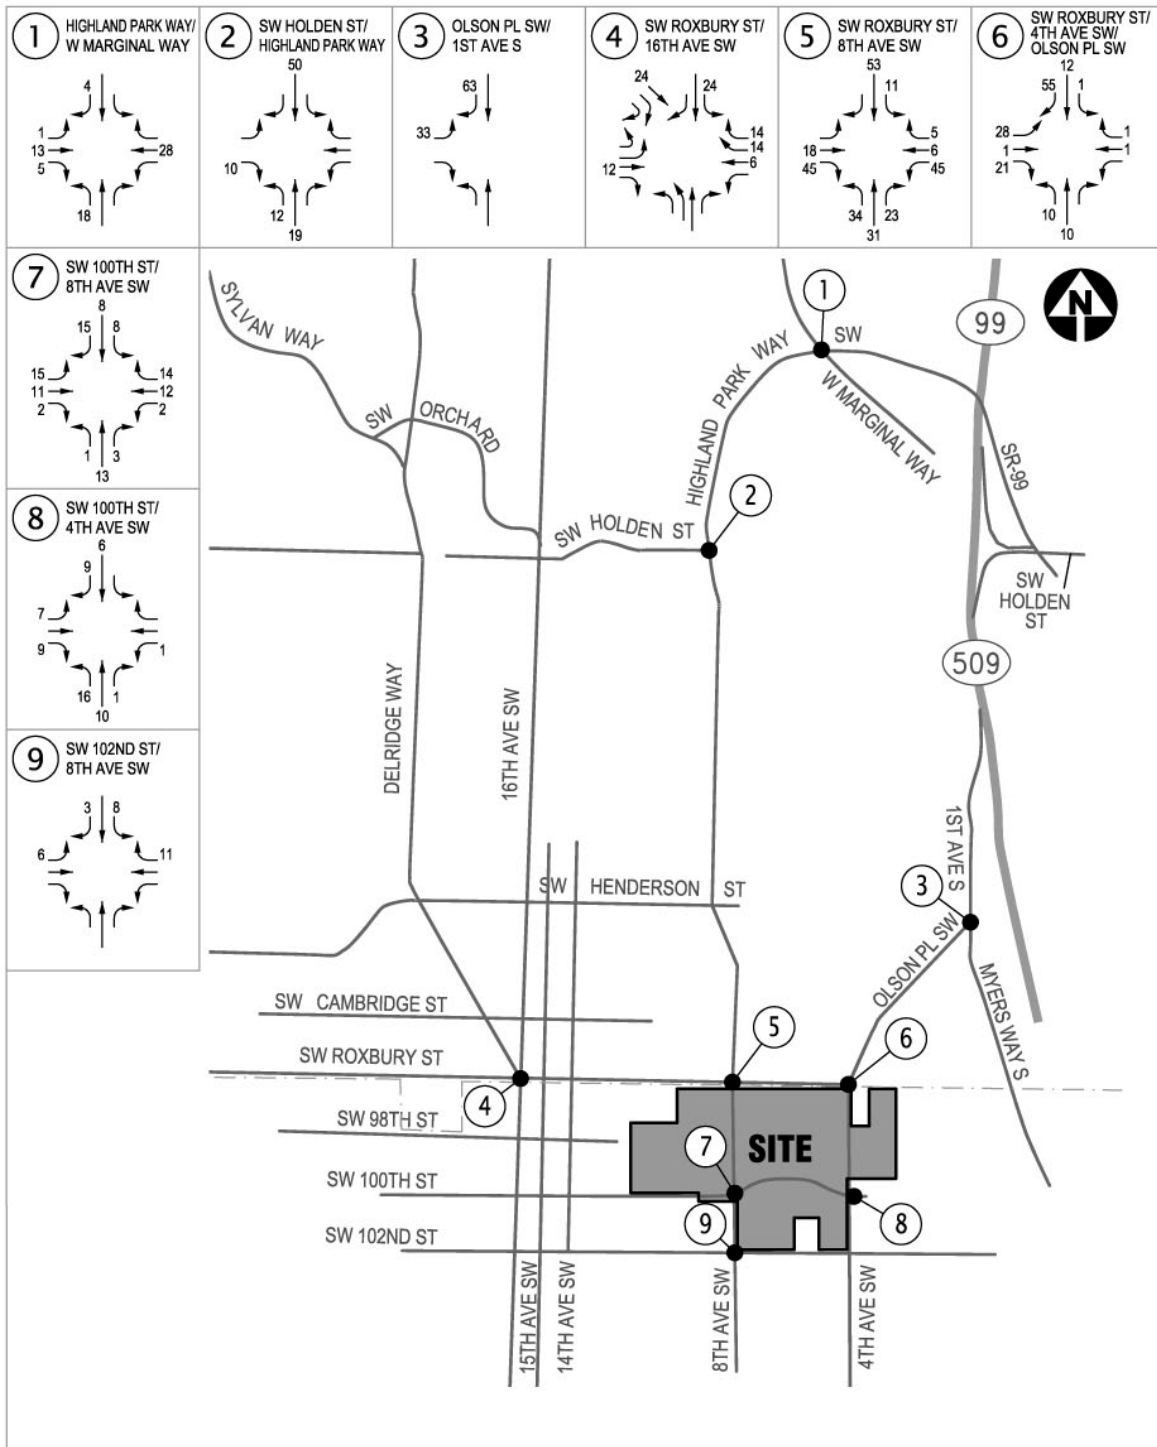 1
HIGHLAND PARK WAY/
W MARGINAL WAY
4
1
13
28
5
18
2
SW HOLDEN ST/
HIGHLAND PARK WAY
50
10
12
19
3
OLSON PL SW/
1ST AVE S
63
33
4
SW ROXBURY ST/
16TH AVE SW
24
24
14
14
12
6
5
SW ROXBURY ST/
8TH AVE SW
53
11
5
18
6
45
45
34
23
31
6
SW ROXBURY ST/
4TH AVE SW/
OLSON PL SW
12
55
1
28
1
1
1
21
10
10
7
SW 100TH ST/
8TH AVE SW
8
15
8
15
14
11
12
2
2
1
3
13
8
SW 100TH ST/
4TH AVE SW
6
9
7
9
1
16
1
10
9
SW 102ND ST/
8TH AVE SW
3
8
6
11
SYLVAN WAY
SW ORCHARD
HIGHLAND PARK WAY SW
1
99
N
W MARGINAL WAY
SR-99
2
SW HOLDEN ST
SW
HOLDEN
ST
509
DELRIDGE WAY
16TH AVE SW
1ST AVE S
SW HENDERSON ST
3
OLSON PL SW
MYERS WAY S
SW CAMBRIDGE ST
SW ROXBURY ST
5
6
4
SW 98TH ST
SITE
7
SW 100TH ST
8
9
SW 102ND ST
15TH AVE SW
14TH AVE SW
8TH AVE SW
4TH AVE SW